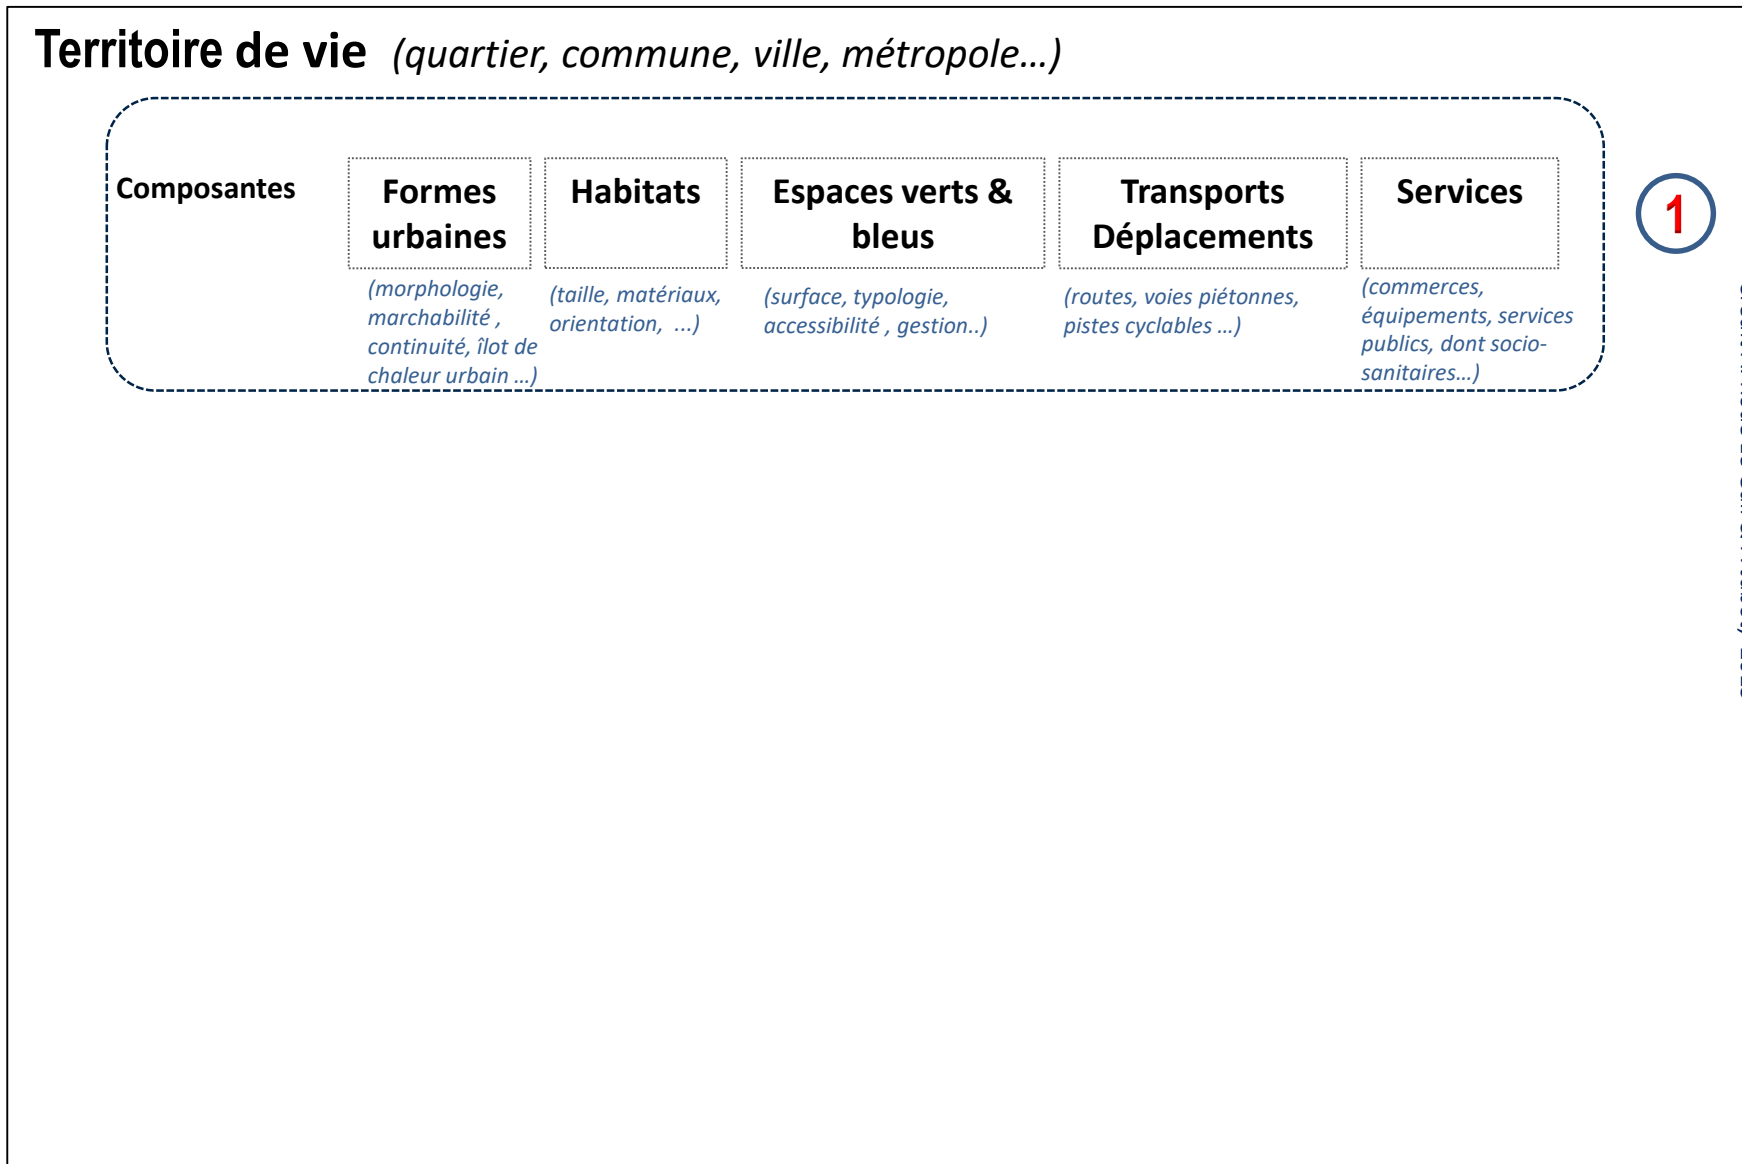 Territoire de vie (quartier, commune, ville, métropole…)
Composantes
Formes
urbaines
(morphologie,
marchabilité ,
continuité, îlot de
chaleur urbain …)
Habitats
(taille, matériaux,
orientation,  ...)
Espaces verts &
bleus
(surface, typologie,
accessibilité , gestion..)
Transports
Déplacements
(routes, voies piétonnes,
pistes cyclables …)
Services
(commerces,
équipements, services
publics, dont socio-
sanitaires…)
1